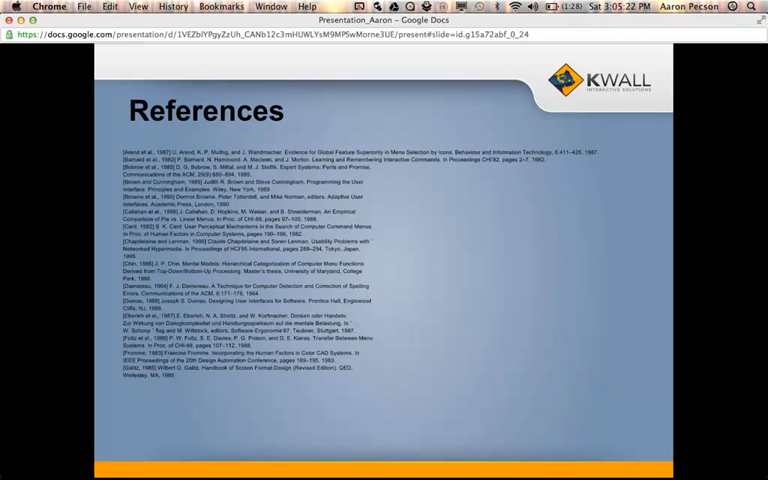 Chrome File Edit View History Bookmarks Window Help (1:28) Sat 3:05:22 Aaron Pecson
Presentation_Aaron – Google Docs
https://docs.google.com/presentation/d/1VEZbIYPgyZzUh_CANb12c3mHUWLYsM9MPSwMorne3UE/present#slide=id.g15a72abf_0_24
KWALL
INTERACTIVE SOLUTIONS
References
[Arend et al., 1987] U. Arend, K. P. Muthig, and J. Wandmacher. Evidence for Global Feature Superiority in Menu Selection by Icons. Behaviour and Information Technology, 6:411–426, 1987.
[Barnard et al., 1982] P. Barnard, N. Hammond, A. Maclean, and J. Morton. Learning and Remembering Interactive Commands. In Proceedings CHI'82, pages 2–7, 1982.
[Bobrow et al., 1985] D. G. Bobrow, S. Mittal, and M. J. Stefik. Expert Systems: Perils and Promise.
Communications of the ACM, 29(9):880–894, 1985.
[Brown and Cunningham, 1989] Judith R. Brown and Steve Cunningham. Programming the User
Interface: Principles and Examples. Wiley, New York, 1989.
[Browne et al., 1990] Dermot Browne, Peter Totterdell, and Mike Norman, editors. Adaptive User
Interfaces. Academic Press, London, 1990.
[Callahan et al., 1988] J. Callahan, D. Hopkins, M. Weiser, and B. Shneiderman. An Empirical
Comparison of Pie vs. Linear Menus. In Proc. of CHI-88, pages 97–100, 1988.
[Card, 1982] S. K. Card. User Perceptual Mechanisms in the Search of Computer Command Menus.
In Proc. of Human Factors in Computer Systems, pages 190–196, 1982.
[Chapdelaine and Lenman, 1995] Claude Chapdelaine and Soren Lenman. Usability Problems with `
Networked Hypermedia. In Proceedings of HCI'95 International, pages 289–294, Tokyo, Japan,
1995.
[Chin, 1986] J. P. Chin. Mental Models: Hierarchical Categorization of Computer Menu Functions
Derived from Top-Down/Bottom-Up Processing. Master's thesis, University of Maryland, College
Park, 1986.
[Damereau, 1964] F. J. Damereau. A Technique for Computer Detection and Correction of Spelling
Errors. Communications of the ACM, 6:171–176, 1964.
[Dumas, 1988] Joseph S. Dumas. Designing User Interfaces for Software. Prentice Hall, Englewood
Cliffs, NJ, 1988.
[Eberleh et al., 1987] E. Eberleh, N. A. Streitz, and W. Korfmacher. Denken oder Handeln:
Zur Wirkung von Dialogkomplexität und Handlungsspielraum auf die mentale Belastung. In ¨
W. Schonp ¨ flug and M. Wittstock, editors, Software-Ergonomie'87. Teubner, Stuttgart, 1987.
[Foltz et al., 1988] P. W. Foltz, S. E. Davies, P. G. Polson, and D. E. Kieras. Transfer Between Menu
Systems. In Proc. of CHI-88, pages 107–112, 1988.
[Fromme, 1983] Francine Fromme. Incorporating the Human Factors in Color CAD Systems. In
IEEE Proceedings of the 20th Design Automation Conference, pages 189–195, 1983.
[Galitz, 1985] Wilbert O. Galitz. Handbook of Screen Format Design (Revised Edition). QED,
Wellesley, MA, 1985.